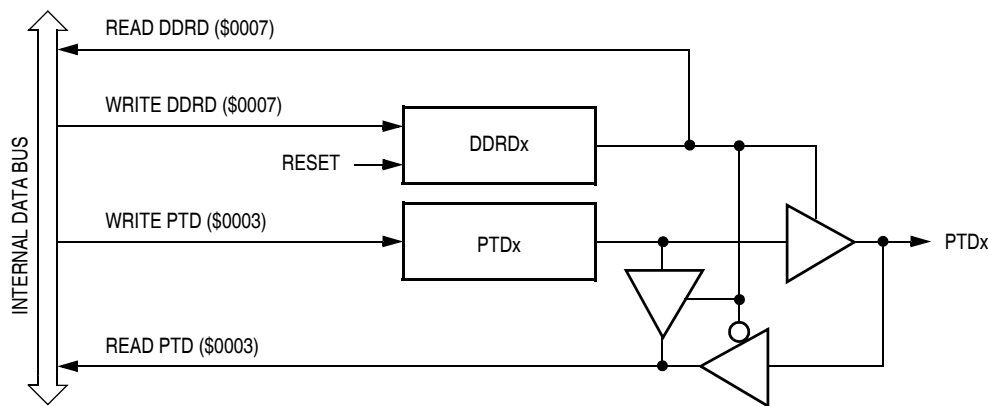 READ DDRD ($0007)
WRITE DDRD ($0007)
DDRDx
RESET
WRITE PTD ($0003)
PTDx
PTDx
READ PTD ($0003)
INTERNAL DATA BUS